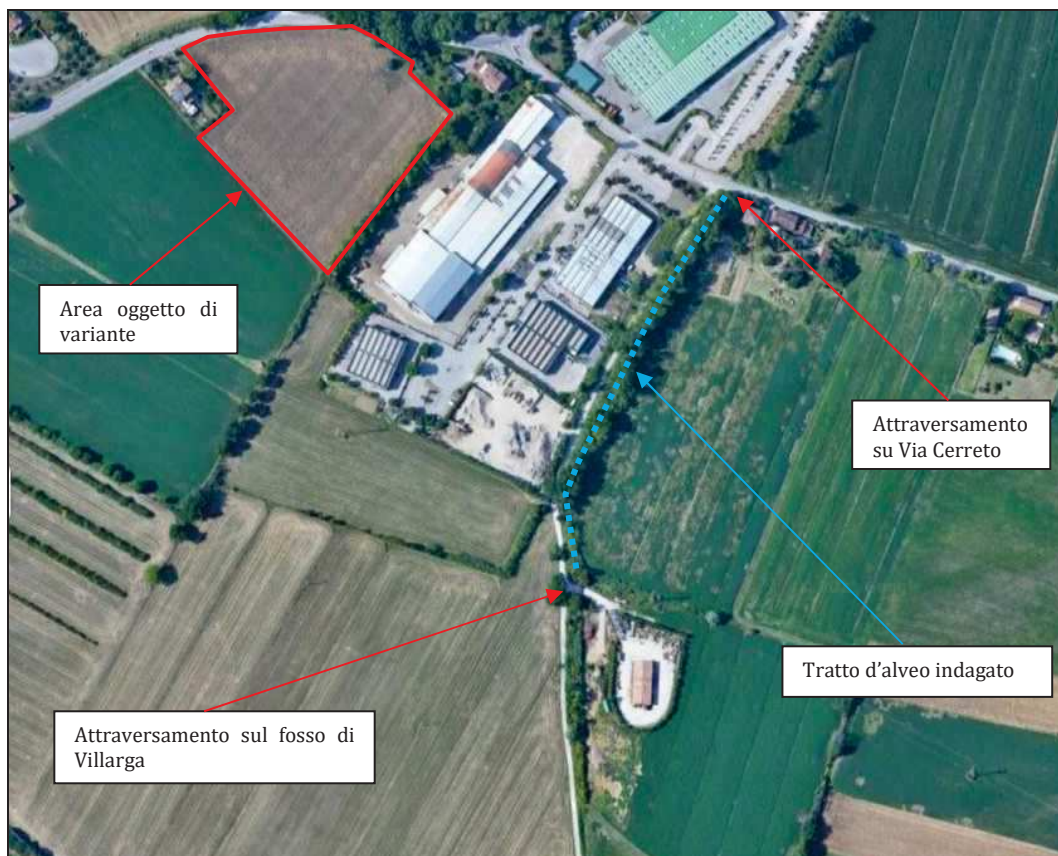 Area oggetto di
variante
Attraversamento
su Via Cerreto
Tratto d'alveo indagato
Attraversamento sul fosso di
Villarga